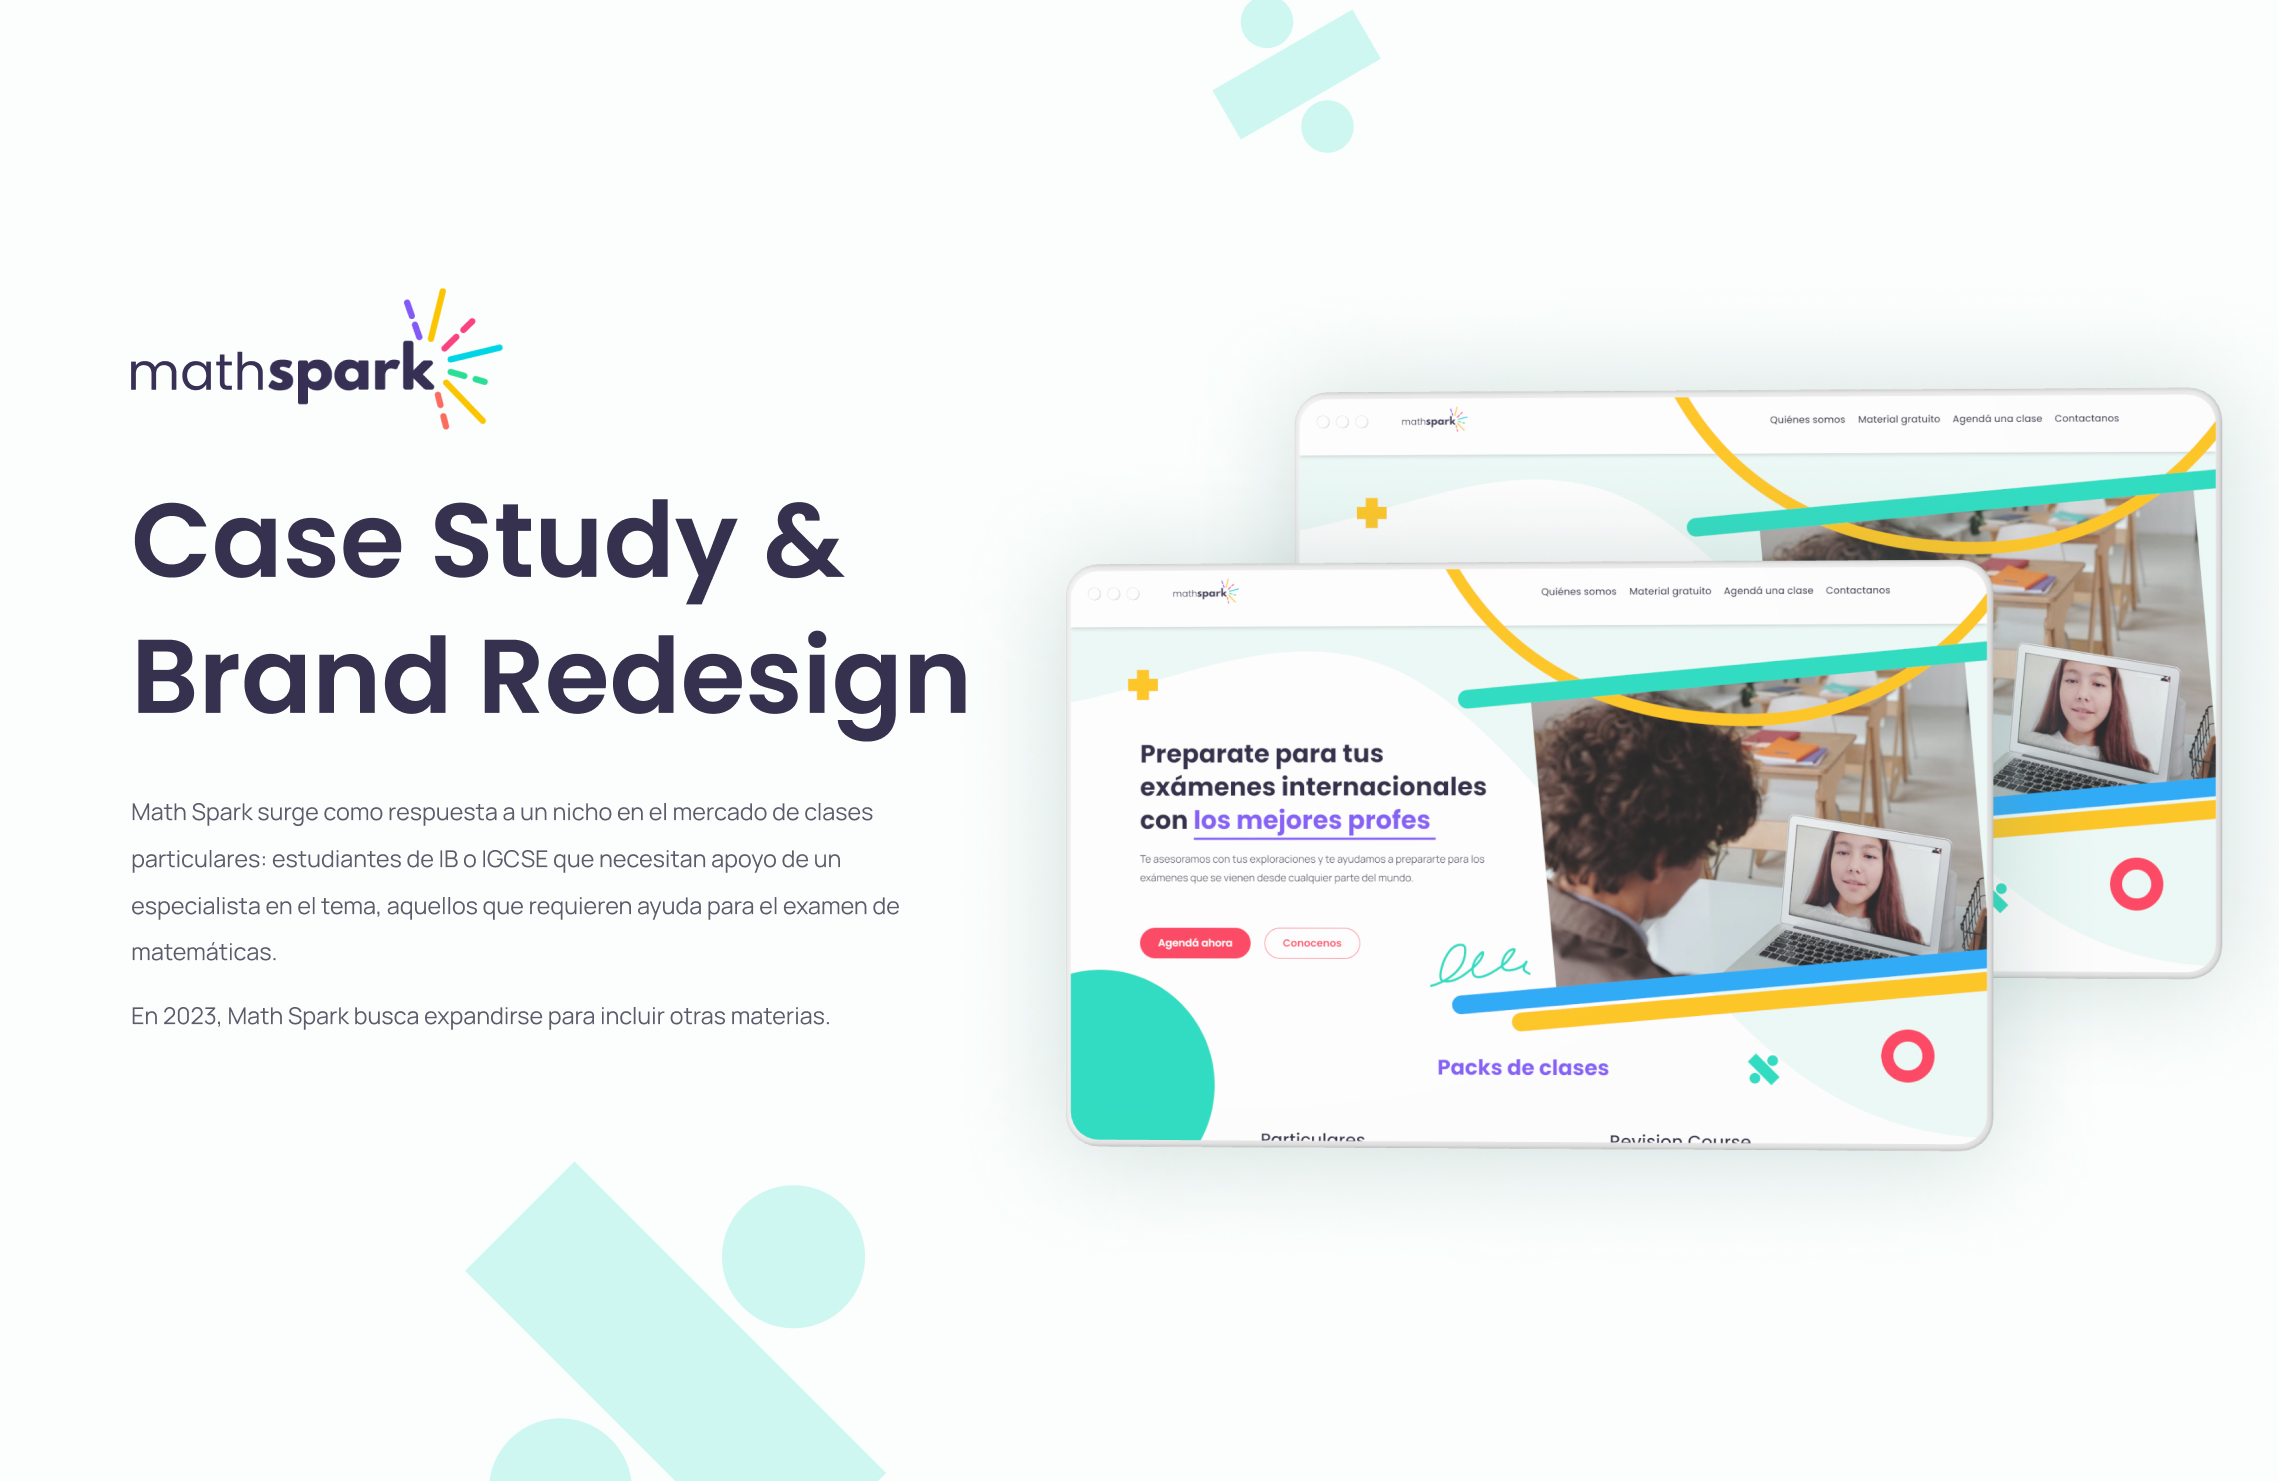 mathspark
Case Study &
Brand Redesign
Math Spark surge como respuesta a un nicho en el mercado de clases
particulares: estudiantes de IB o IGCSE que necesitan apoyo de un
especialista en el tema, aquellos que requieren ayuda para el examen de
matemáticas.
En 2023, Math Spark busca expandirse para incluir otras materias.
mathspark
Quiénes somos Material gratuito Agendá una clase Contactanos
mathspark
Quiénes somos Material gratuito Agendá una clase Contactanos
Preparate para tus
exámenes internacionales
con los mejores profes
Te asesoramos con tus exploraciones y te ayudamos a prepararte para los
exámenes que se vienen desde cualquier parte del mundo.
Agendá ahora Conocenos
Packs de clases
Particulares Revision Course